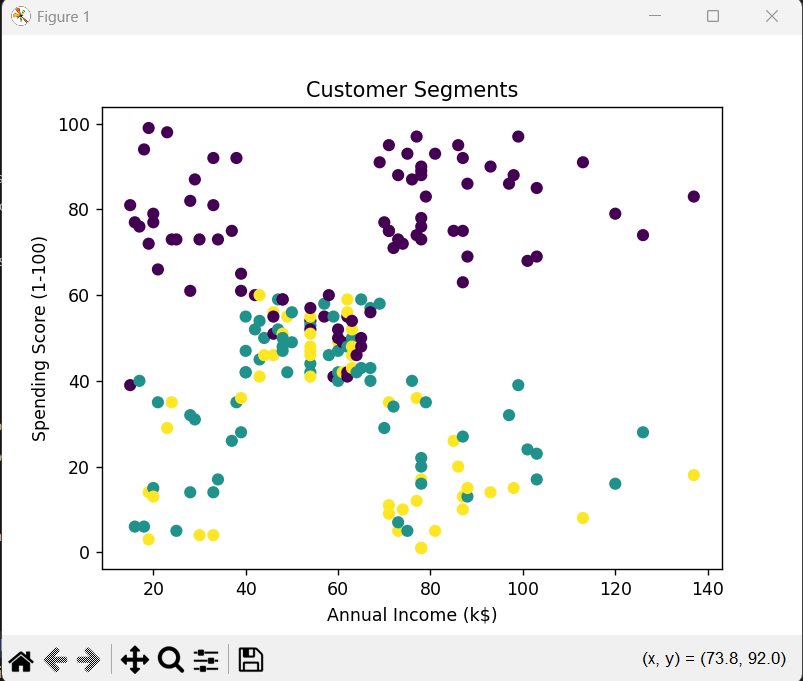 Figure 1
Customer Segments
100
80
60
40
20
0
Spending Score (1-100)
20 40 60 80 100 120 140
Annual Income (k$)
(x, y) = (73.8, 92.0)